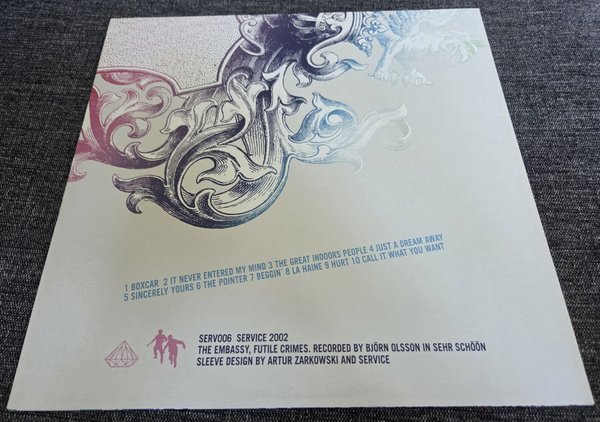 1 BOXCAR 2 IT NEVER ENTERED MY MIND 3 THE GREAT INDOORS PEOPLE 4 JUST A DREAM AWAY
5 SINCERELY YOURS 6 THE POINTER 7 BEGGIN' 8 LA HAINE 9 HURT 10 CALL IT WHAT YOU WANT
SERV006 SERVICE 2002
THE EMBASSY, FUTILE CRIMES. RECORDED BY BJÖRN OLSSON IN SEHR SCHÖÖN
SLEEVE DESIGN BY ARTUR ZARKOWSKI AND SERVICE